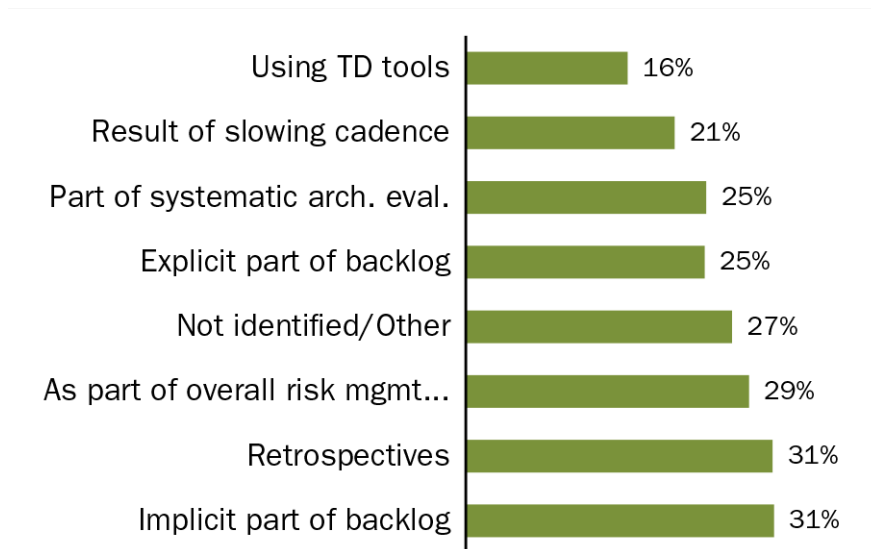 Using TD tools 16%
Result of slowing cadence 21%
Part of systematic arch. eval. 25%
Explicit part of backlog 25%
Not identified/Other 27%
As part of overall risk mgmt... 29%
Retrospectives 31%
Implicit part of backlog 31%